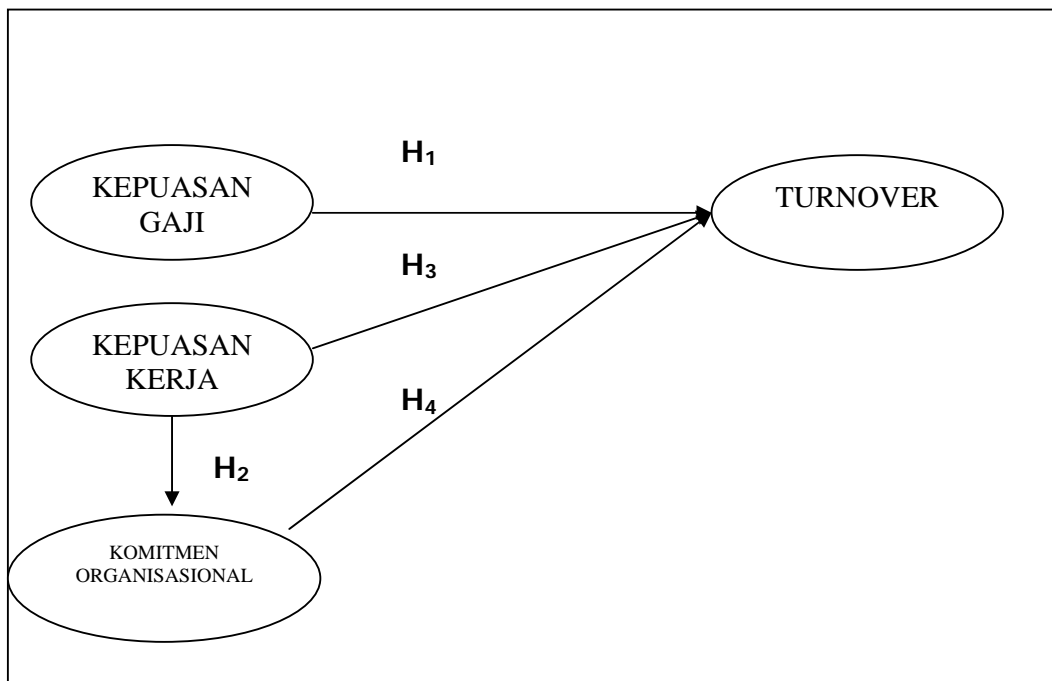 H₁
KEPUASAN
GAJI
TURNOVER
H₃
KEPUASAN
KERJA
H₄
H₂
KOMITMEN
ORGANISASIONAL